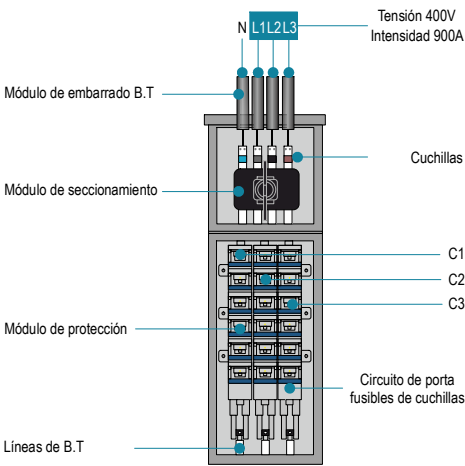 Tensión 400V
Intensidad 900A
N L1 L2 L3
Módulo de embarrado B.T
Cuchillas
Módulo de seccionamiento
C1
C2
C3
Módulo de protección
Circuito de porta
fusibles de cuchillas
Líneas de B.T